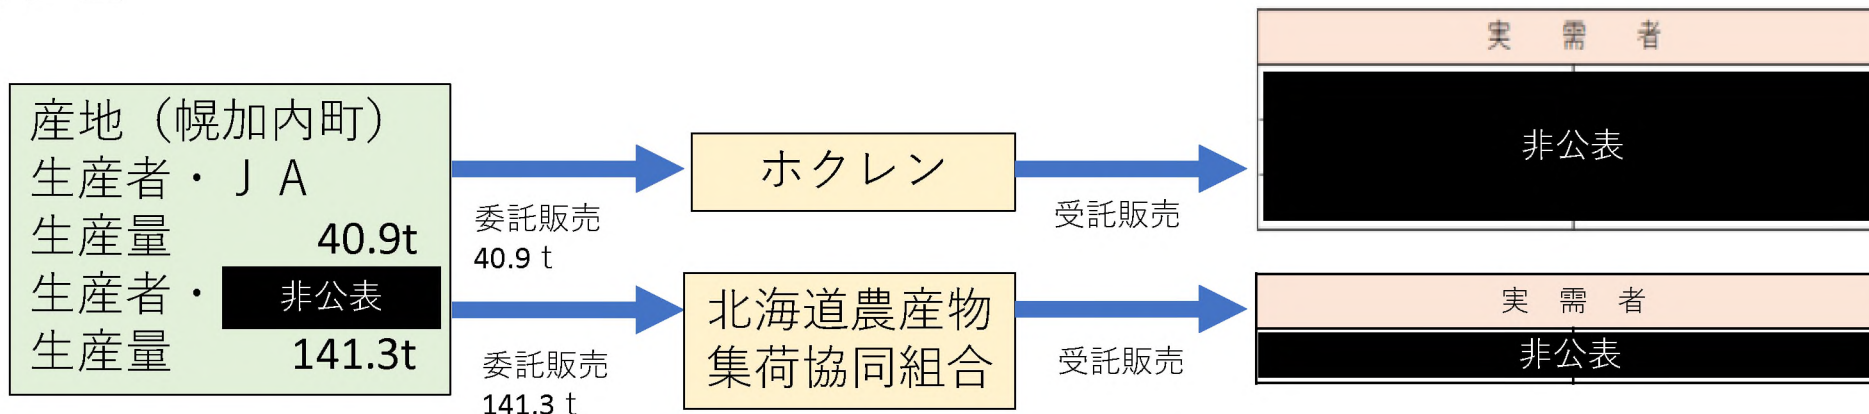 産地（幌加内町）
生産者・ＪＡ
生産量 40.9t
生産者・ 非公表
生産量 141.3t
委託販売
40.9ｔ
委託販売
141.3ｔ
ホクレン
北海道農産物
集荷協同組合
受託販売
受託販売
実 需 者
非公表
実 需 者
非公表